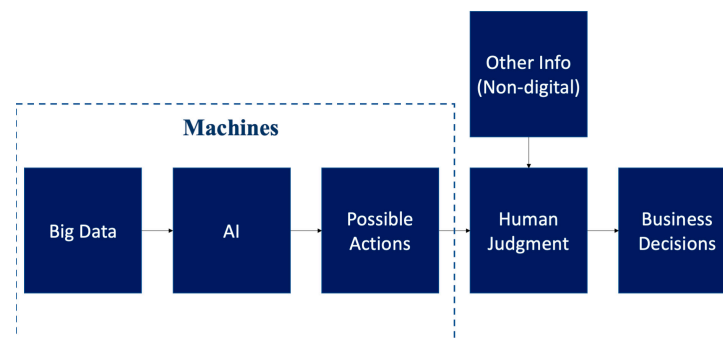 Other Info
(Non-digital)
Machines
Big Data
AI
Possible
Actions
Human
Judgment
Business
Decisions